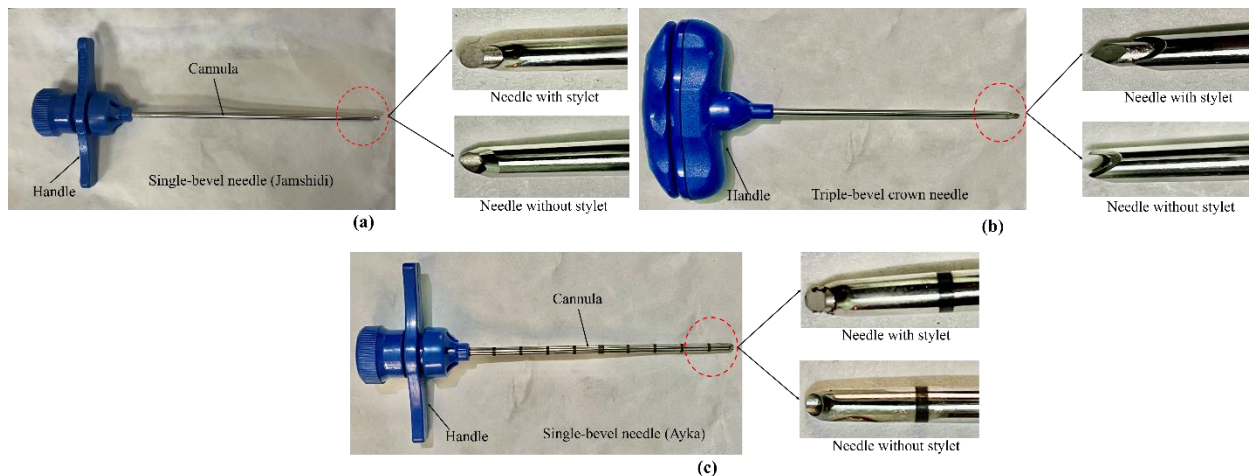 Cannula
Handle
Single-bevel needle (Jamshidi)
Needle with stylet
Needle without stylet
(a)
Handle
Triple-bevel crown needle
Needle with stylet
Needle without stylet
(b)
Cannula
Handle
Single-bevel needle (Ayka)
Needle with stylet
Needle without stylet
(c)